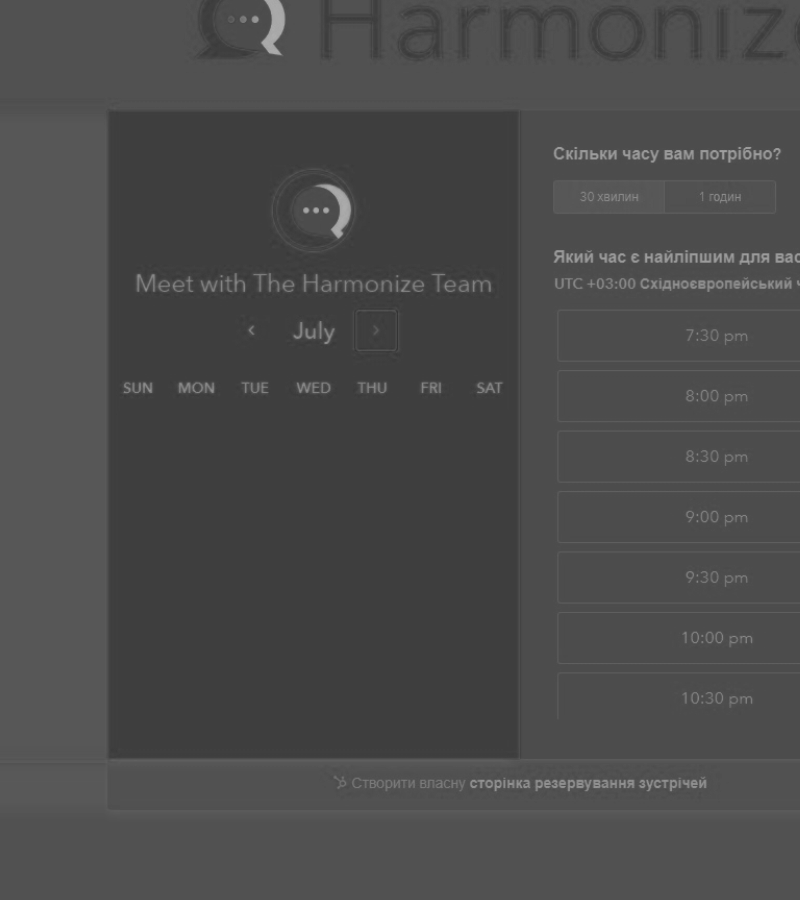 Harmoniz
Meet with The Harmonize Team
‹ July ›
SUN MON TUE WED THU FRI SAT
Скільки часу вам потрібно?
30 хвилин 1 годин
Який час є найліпшим для вас
UTC +03:00 Східноєвропейський ч
7:30 pm
8:00 pm
8:30 pm
9:00 pm
9:30 pm
10:00 pm
10:30 pm
Створити власну сторінка резервування зустрічей